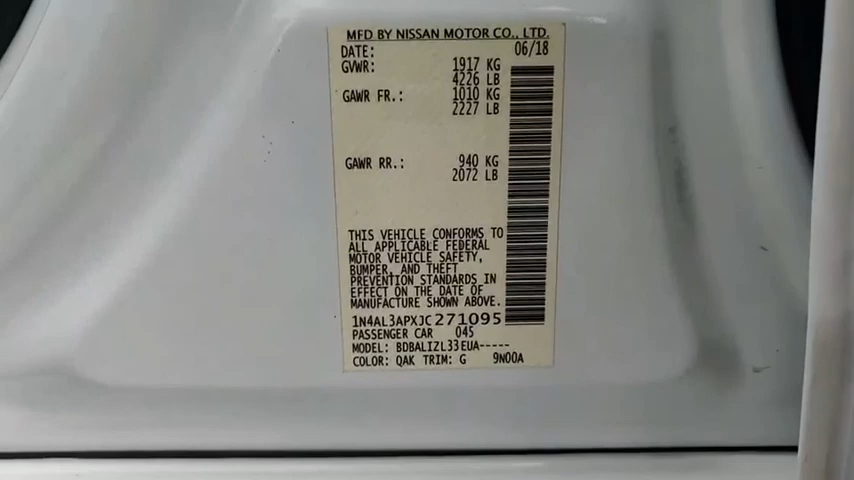 MFD BY NISSAN MOTOR CO., LTD.
DATE: 06/18
GVWR: 1917 KG
4226 LB
GAWR FR.: 1010 KG
2227 LB
GAWR RR.: 940 KG
2072 LB
THIS VEHICLE CONFORMS TO
ALL APPLICABLE FEDERAL
MOTOR VEHICLE SAFETY,
BUMPER, AND THEFT
PREVENTION STANDARDS IN
EFFECT ON THE DATE OF
MANUFACTURE SHOWN ABOVE.
1N4AL3APXJC271095
PASSENGER CAR 045
MODEL: BDBALIZL33EUA-----
COLOR: QAK TRIM: G 9N00A